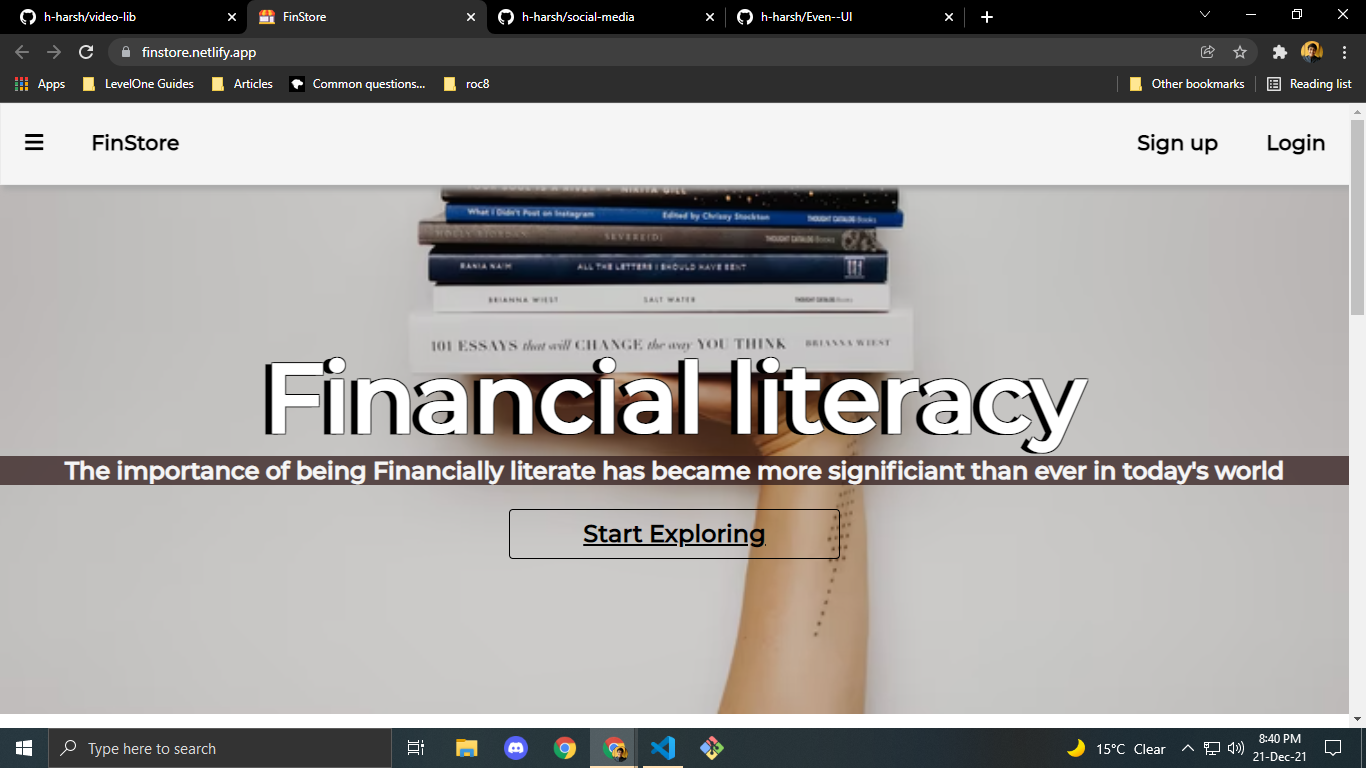 h-harsh/video-lib
FinStore
h-harsh/social-media
h-harsh/Even--UI
finstore.netlify.app
Apps
LevelOne Guides
Articles
Common questions...
roc8
Other bookmarks
Reading list
FinStore
Sign up
Login
YOUR SOUL IS A RIVER NIKITA GILL
What I Didn't Post on Instagram Edited by Chrissy Stockton THOUGHT CATALOG Books
MOLLY RIORDAN SEVERE(D) THOUGHT CATALOG Books
RANIA NAIM ALL THE LETTERS I SHOULD HAVE SENT
BRIANNA WIEST SALT WATER THOUGHT CATALOG Books
101 ESSAYS that will CHANGE the way YOU THINK BRIANNA WIEST
Financial literacy
The importance of being Financially literate has became more significiant than ever in today's world
Start Exploring
Type here to search
15°C Clear
8:40 PM
21-Dec-21